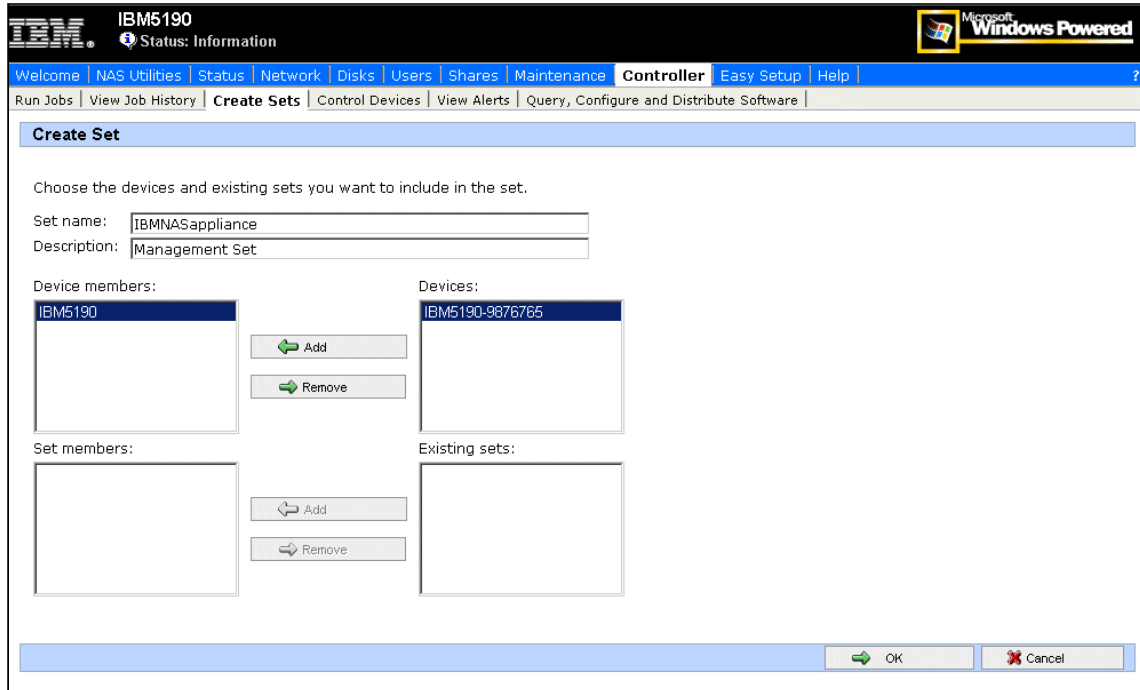 IBM®
IBM5190
Status: Information
Microsoft
Windows Powered
Welcome | NAS Utilities | Status | Network | Disks | Users | Shares | Maintenance | Controller | Easy Setup | Help | ?
Run Jobs | View Job History | Create Sets | Control Devices | View Alerts | Query, Configure and Distribute Software |
Create Set
Choose the devices and existing sets you want to include in the set.
Set name: IBMNASappliance
Description: Management Set
Device members: Devices:
IBM5190 IBM5190-9876765
Add
Remove
Set members: Existing sets:
Add
Remove
OK Cancel